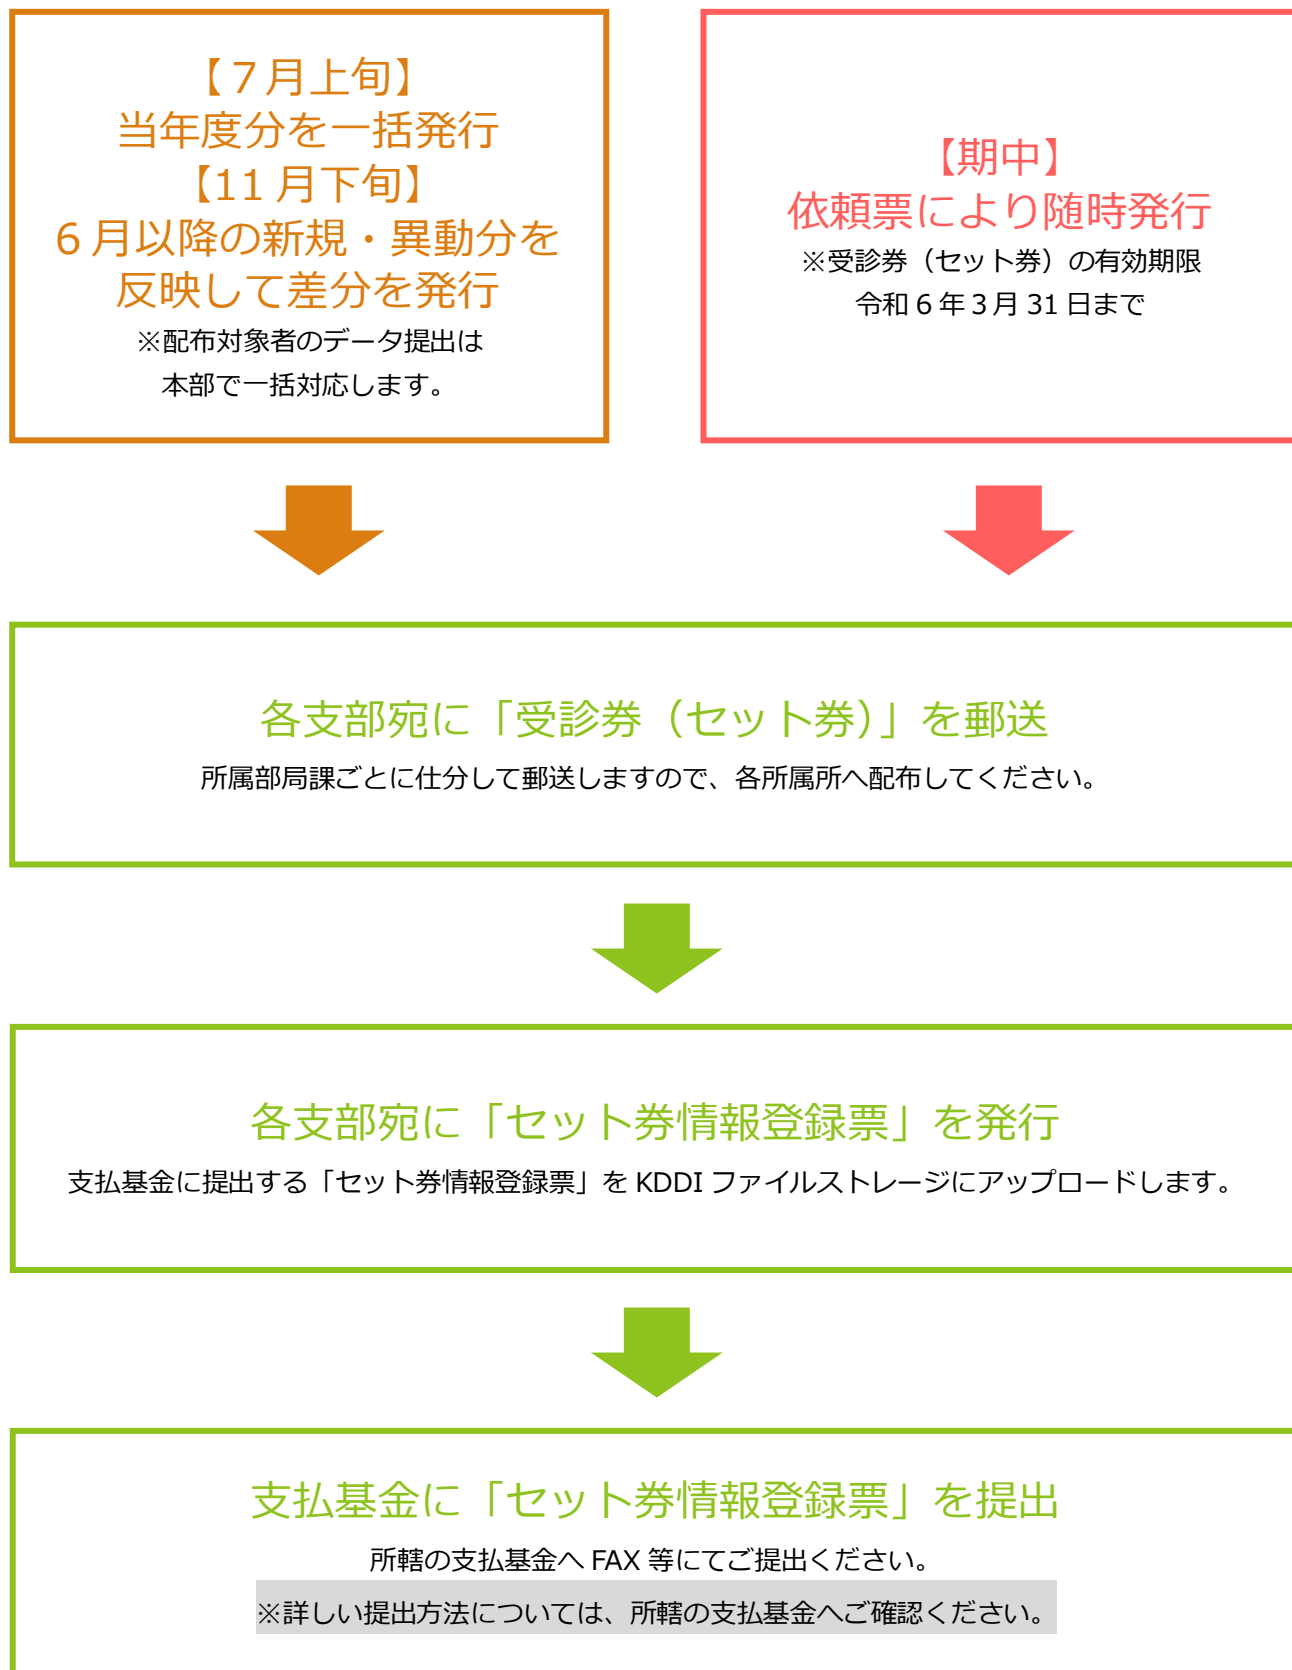 【７月上旬】
当年度分を一括発行
【11 月下旬】
６月以降の新規・異動分を
反映して差分を発行
※配布対象者のデータ提出は
本部で一括対応します。
【期中】
依頼票により随時発行
※受診券（セット券）の有効期限
令和 6 年 3 月 31 日まで
各支部宛に「受診券（セット券）」を郵送
所属部局課ごとに仕分して郵送しますので、各所属所へ配布してください。
各支部宛に「セット券情報登録票」を発行
支払基金に提出する「セット券情報登録票」を KDDI ファイルストレージにアップロードします。
支払基金に「セット券情報登録票」を提出
所轄の支払基金へ FAX 等にてご提出ください。
※詳しい提出方法については、所轄の支払基金へご確認ください。